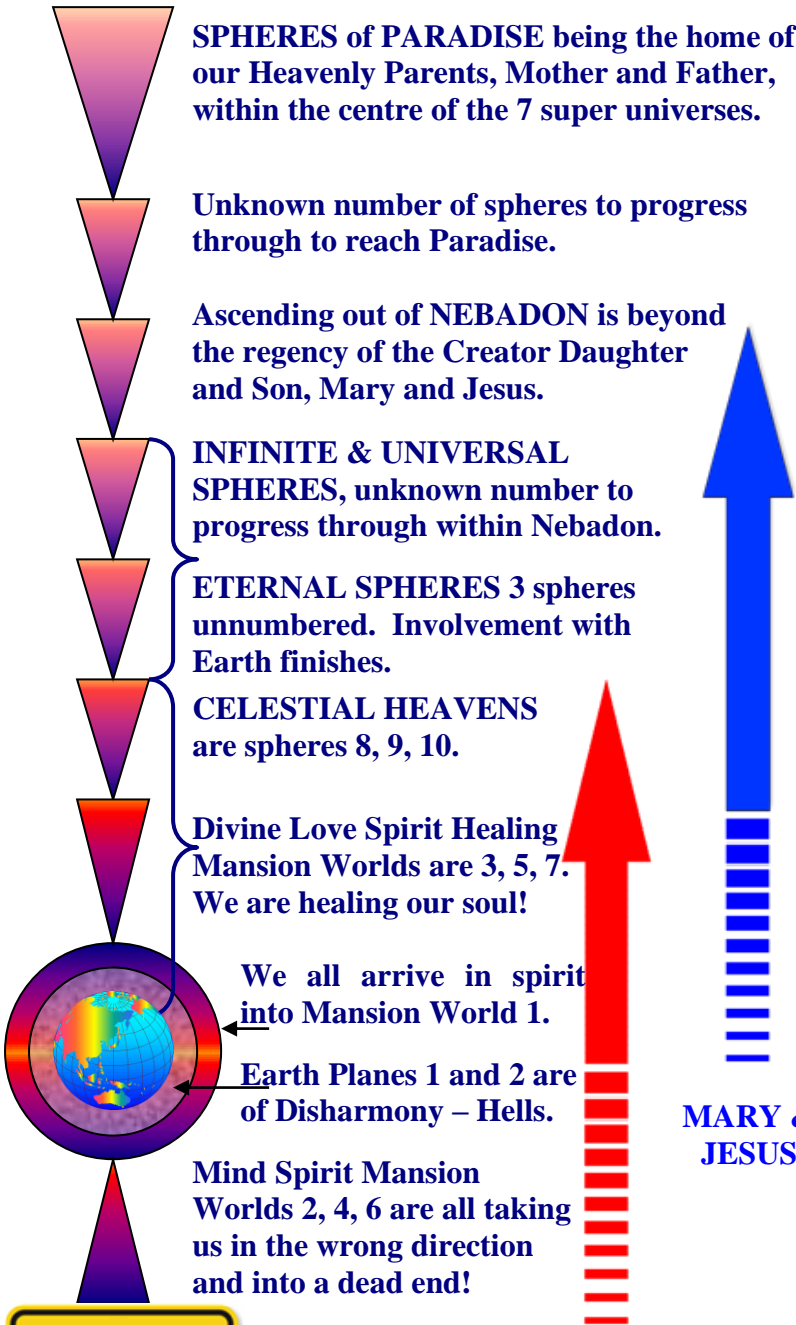 SPHERES of PARADISE being the home of
our Heavenly Parents, Mother and Father,
within the centre of the 7 super universes.
Unknown number of spheres to progress
through to reach Paradise.
Ascending out of NEBADON is beyond
the regency of the Creator Daughter
and Son, Mary and Jesus.
INFINITE & UNIVERSAL
SPHERES, unknown number to
progress through within Nebadon.
ETERNAL SPHERES 3 spheres
unnumbered. Involvement with
Earth finishes.
CELESTIAL HEAVENS
are spheres 8, 9, 10.
Divine Love Spirit Healing
Mansion Worlds are 3, 5, 7.
We are healing our soul!
We all arrive in spirit
into Mansion World 1.
Earth Planes 1 and 2 are
of Disharmony – Hells.
MARY &
JESUS
Mind Spirit Mansion
Worlds 2, 4, 6 are all taking
us in the wrong direction
and into a dead end!